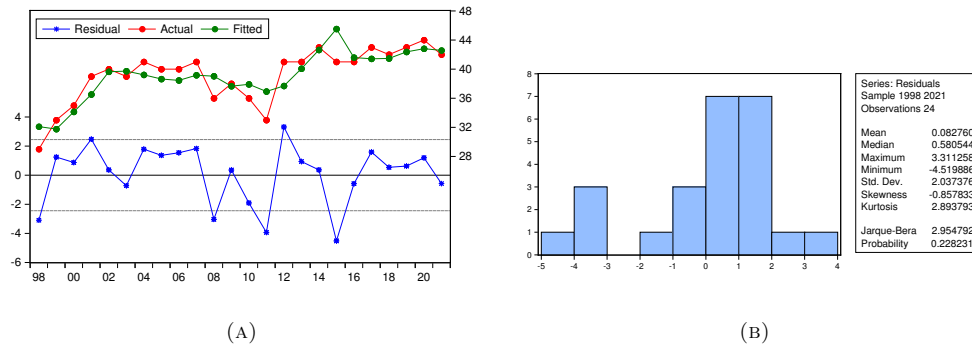 Residual Actual Fitted
48
44
40
36
32
28
4
2
0
-2
-4
-6
98 00 02 04 06 08 10 12 14 16 18 20
(A)
8
7
6
5
4
3
2
1
0
-5 -4 -3 -2 -1 0 1 2 3 4
Series: Residuals
Sample 1998 2021
Observations 24
Mean 0.082760
Median 0.580544
Maximum 3.311258
Minimum -4.519886
Std. Dev. 2.037376
Skewness -0.857833
Kurtosis 2.893793
Jarque-Bera 2.954792
Probability 0.228231
(B)